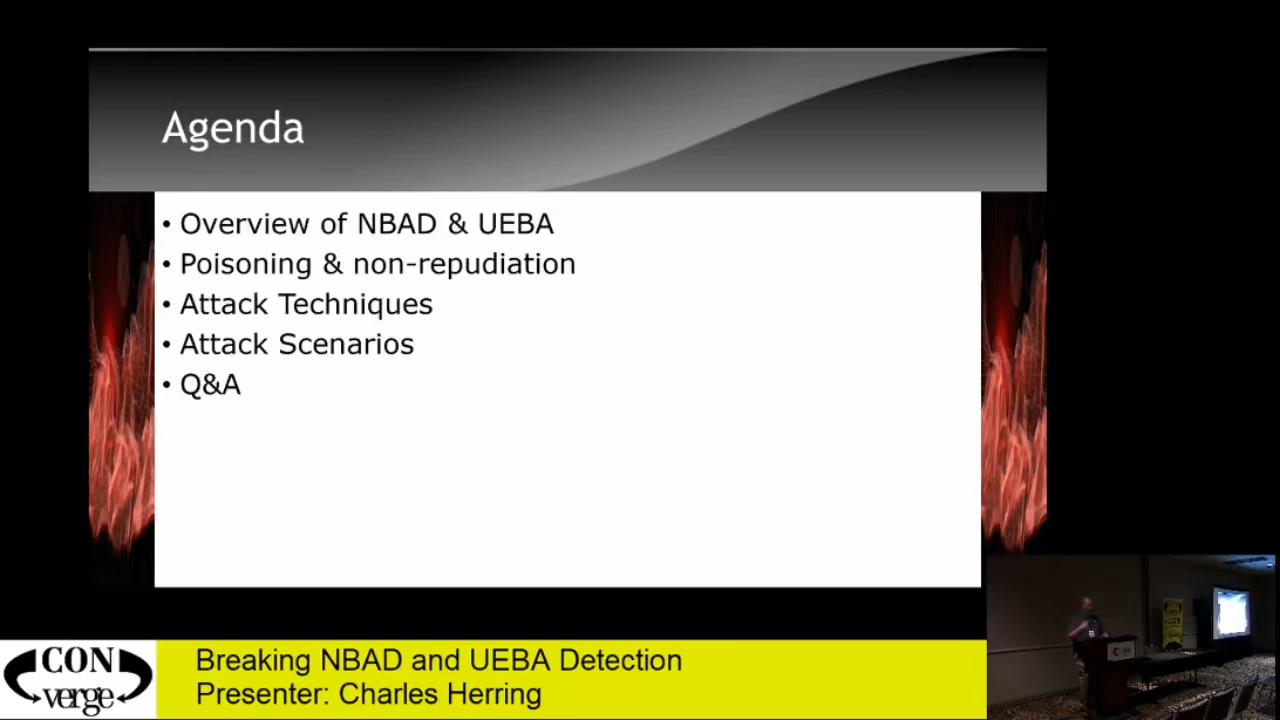 Agenda
• Overview of NBAD & UEBA
• Poisoning & non-repudiation
• Attack Techniques
• Attack Scenarios
• Q&A
CON
verge
Breaking NBAD and UEBA Detection
Presenter: Charles Herring